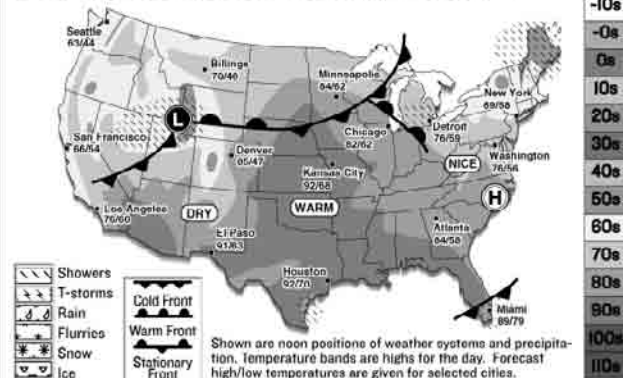 Seattle
63/44
Billings
70/46
Minneapolis
84/62
New York
69/58
San Francisco
66/54
Denver
85/47
Chicago
82/62
Detroit
76/59
Kansas City
92/68
NICE
Washington
76/56
Los Angeles
76/60
DRY
WARM
H
L
El Paso
91/63
Atlanta
84/58
Houston
92/70
Miami
89/79
Showers
T-storms
Rain
Flurries
Snow
Ice
Cold Front
Warm Front
Stationary
Front
Shown are noon positions of weather systems and precipita-
tion. Temperature bands are highs for the day. Forecast
high/low temperatures are given for selected cities.
-10s
-0s
0s
10s
20s
30s
40s
50s
60s
70s
80s
90s
100s
110s